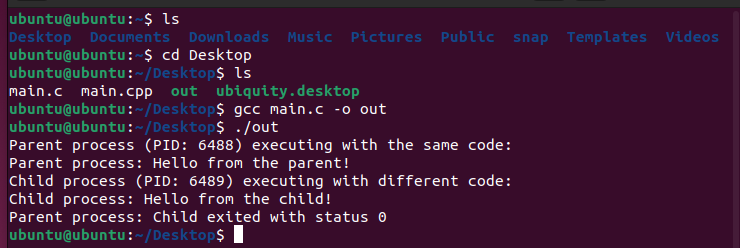 ubuntu@ubuntu:~$ ls
Desktop  Documents  Downloads  Music  Pictures  Public  snap  Templates  Videos
ubuntu@ubuntu:~$ cd Desktop
ubuntu@ubuntu:~/Desktop$ ls
main.c  main.cpp  out  ubiquity.desktop
ubuntu@ubuntu:~/Desktop$ gcc main.c -o out
ubuntu@ubuntu:~/Desktop$ ./out
Parent process (PID: 6488) executing with the same code:
Parent process: Hello from the parent!
Child process (PID: 6489) executing with different code:
Child process: Hello from the child!
Parent process: Child exited with status 0
ubuntu@ubuntu:~/Desktop$